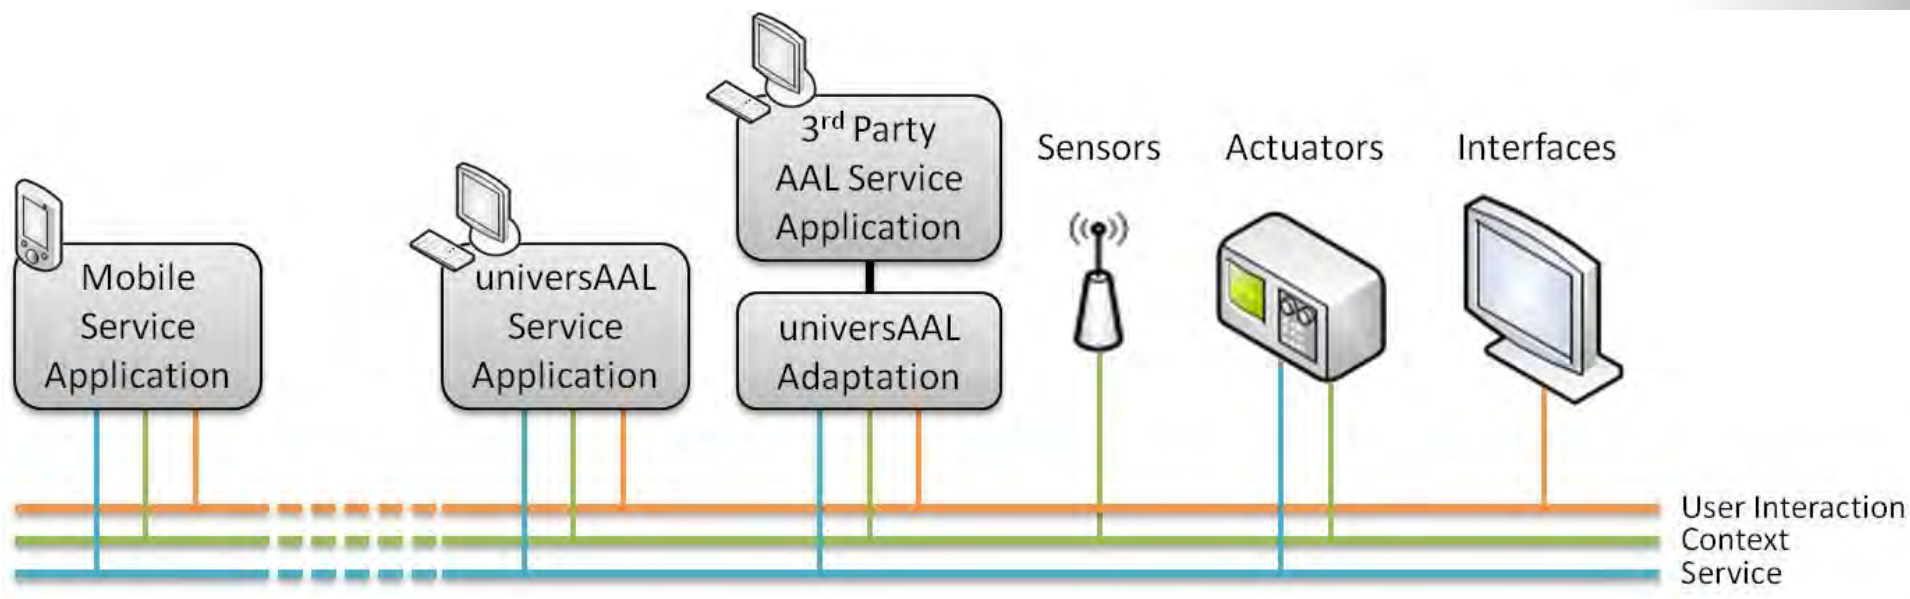 Mobile
Service
Application
universAAL
Service
Application
3rd Party
AAL Service
Application
universAAL
Adaptation
Sensors
Actuators
Interfaces
User Interaction
Context
Service